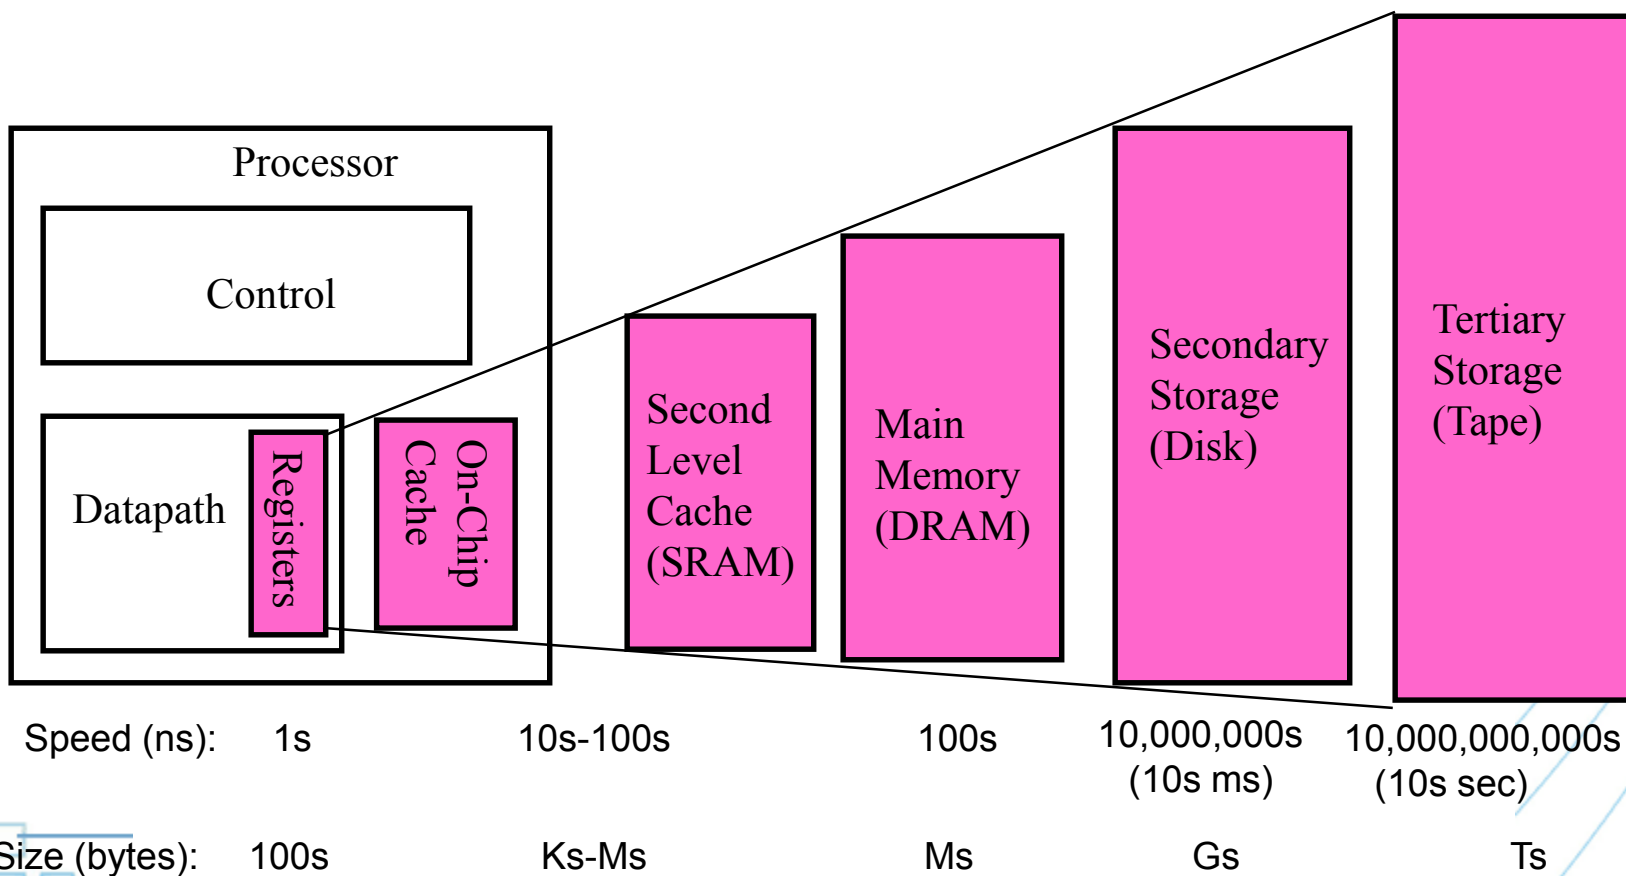 Processor
Control
Datapath
Registers
On-Chip
Cache
Second
Level
Cache
(SRAM)
Main
Memory
(DRAM)
Secondary
Storage
(Disk)
Tertiary
Storage
(Tape)
Speed (ns): 1s 10s-100s 100s 10,000,000s 10,000,000,000s
(10s ms) (10s sec)
Size (bytes): 100s Ks-Ms Ms Gs Ts